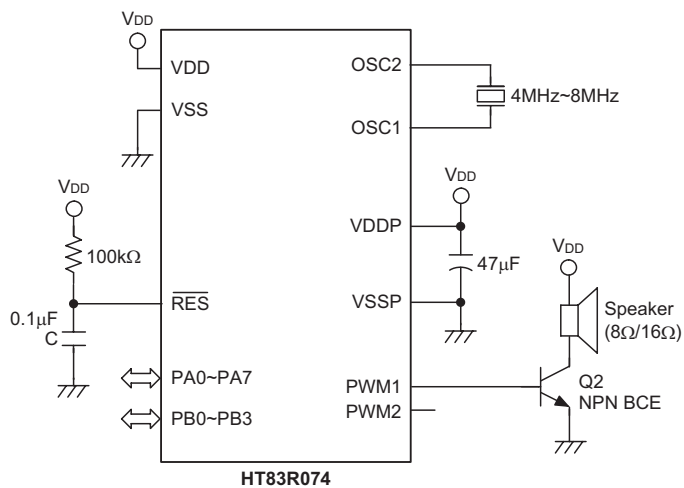 VDD
VDD
VSS
VDD
100kΩ
0.1μF
C
RES
PA0~PA7
PB0~PB3
OSC2
4MHz~8MHz
OSC1
VDD
VDDP
47μF
VSSP
VDD
Speaker
(8Ω/16Ω)
PWM1
PWM2
Q2
NPN BCE
HT83R074